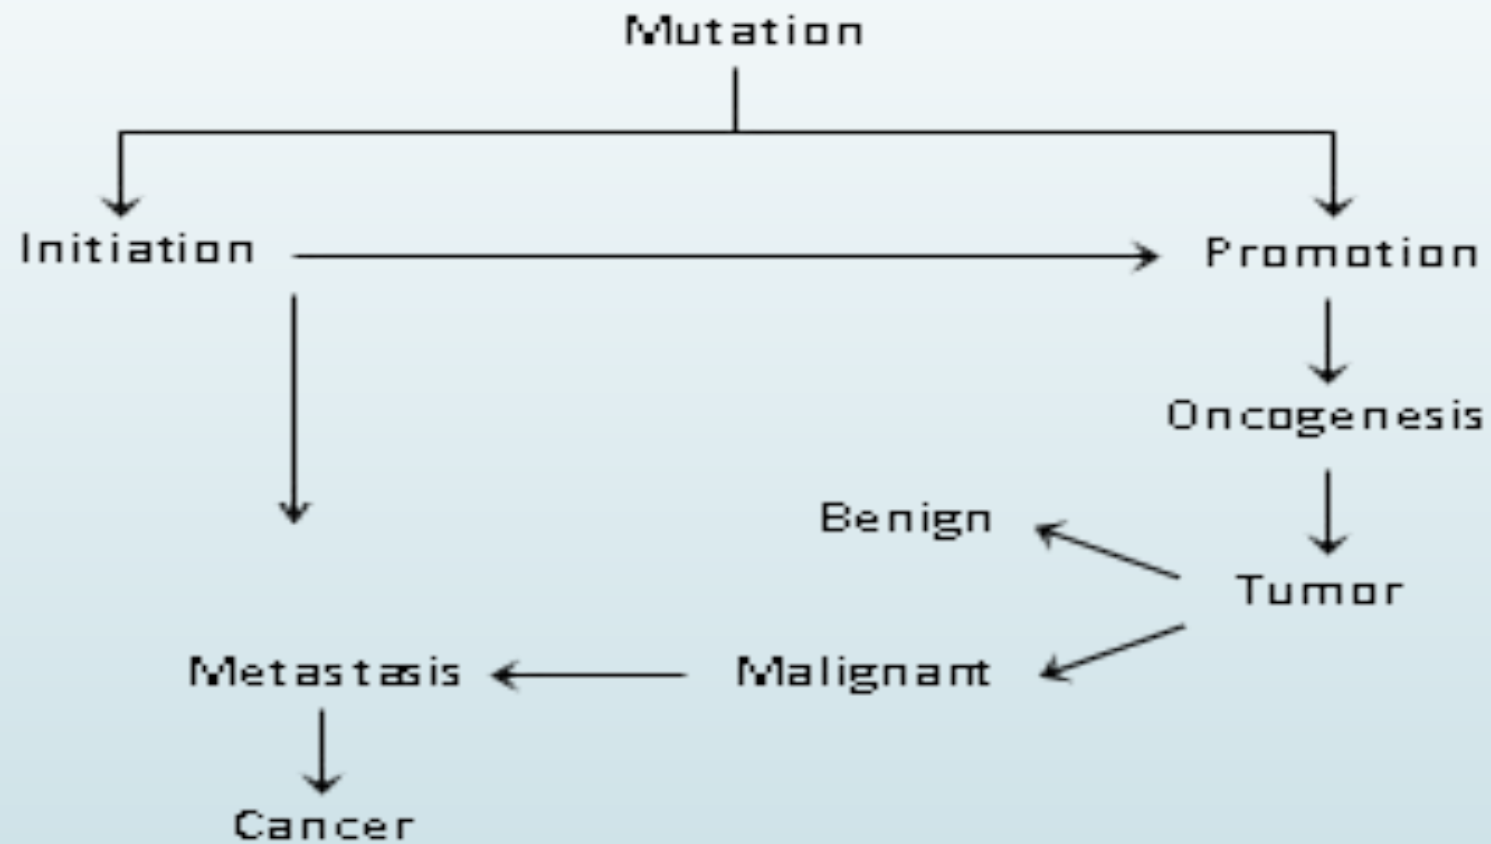 Mutation
Initiation
Promotion
Oncogenesis
Benign
Tumor
Metastasis
Malignant
Cancer